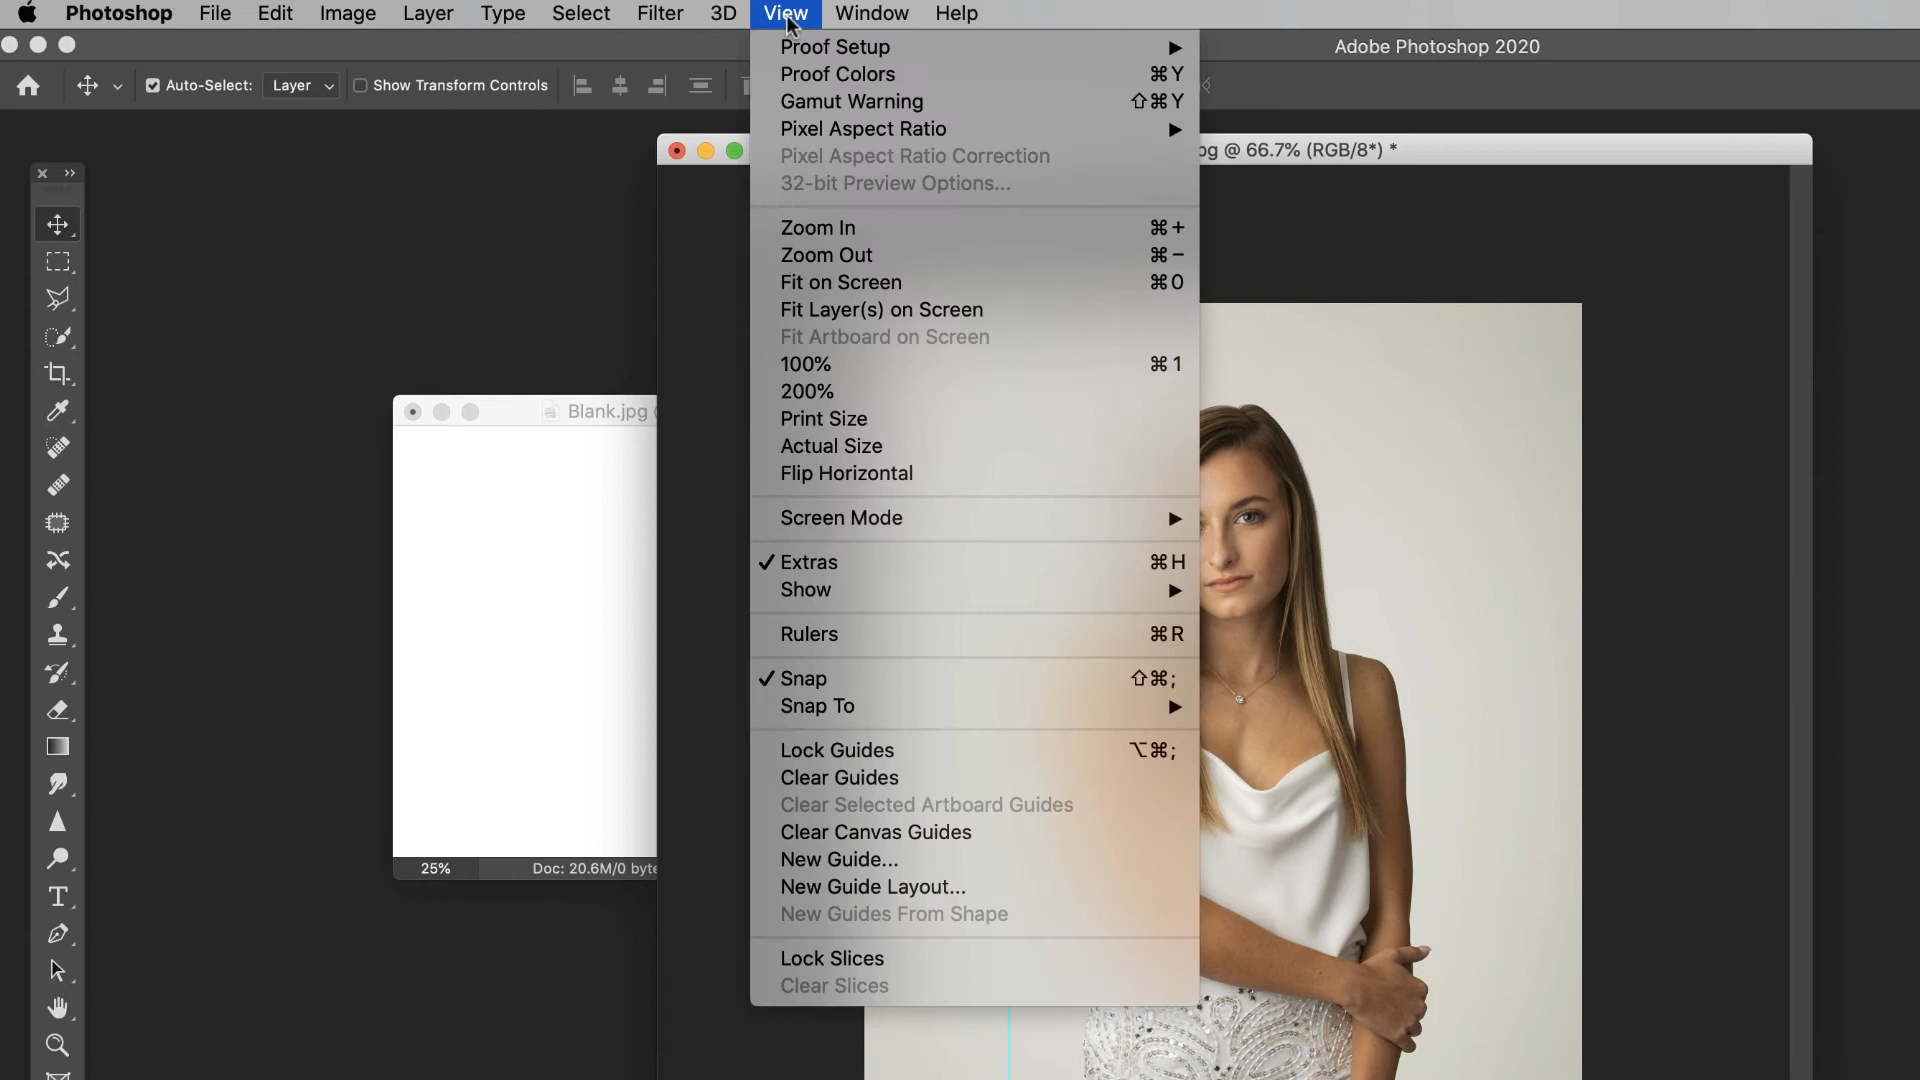 Photoshop File Edit Image Layer Type Select Filter 3D View Window Help
Adobe Photoshop 2020
Auto-Select: Layer Show Transform Controls
pg @ 66.7% (RGB/8*) *
Proof Setup
Proof Colors ⌘Y
Gamut Warning ⇧⌘Y
Pixel Aspect Ratio
Pixel Aspect Ratio Correction
32-bit Preview Options...
Zoom In ⌘+
Zoom Out ⌘−
Fit on Screen ⌘0
Fit Layer(s) on Screen
Fit Artboard on Screen
100% ⌘1
200%
Print Size
Actual Size
Flip Horizontal
Screen Mode
✓ Extras ⌘H
Show
Rulers ⌘R
✓ Snap ⇧⌘;
Snap To
Lock Guides ⌥⌘;
Clear Guides
Clear Selected Artboard Guides
Clear Canvas Guides
New Guide...
New Guide Layout...
New Guides From Shape
Lock Slices
Clear Slices
Blank.jpg
25% Doc: 20.6M/0 byte